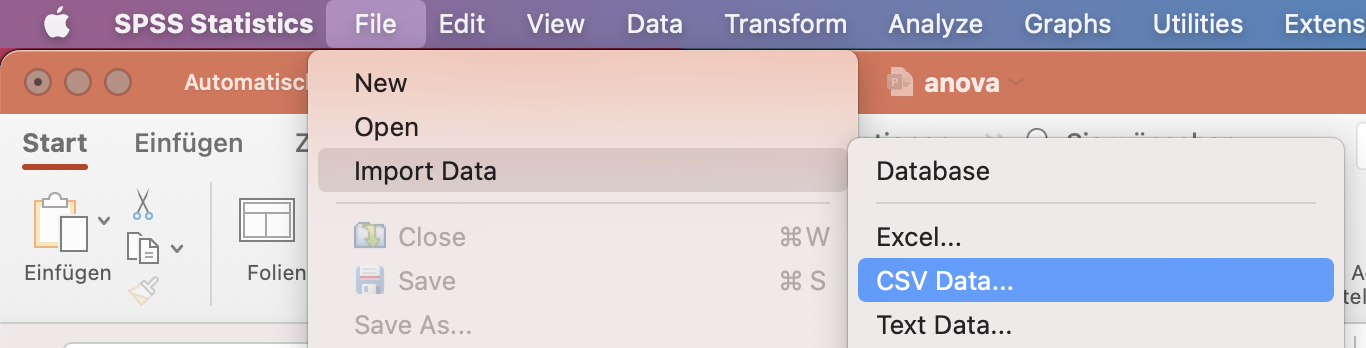 SPSS Statistics File Edit View Data Transform Analyze Graphs Utilities Extens
Automatisc
anova
Start Einfügen Z
Einfügen
Folien
New
Open
Import Data
Close ⌘W
Save ⌘ S
Save As...
Database
Excel...
CSV Data...
Text Data...